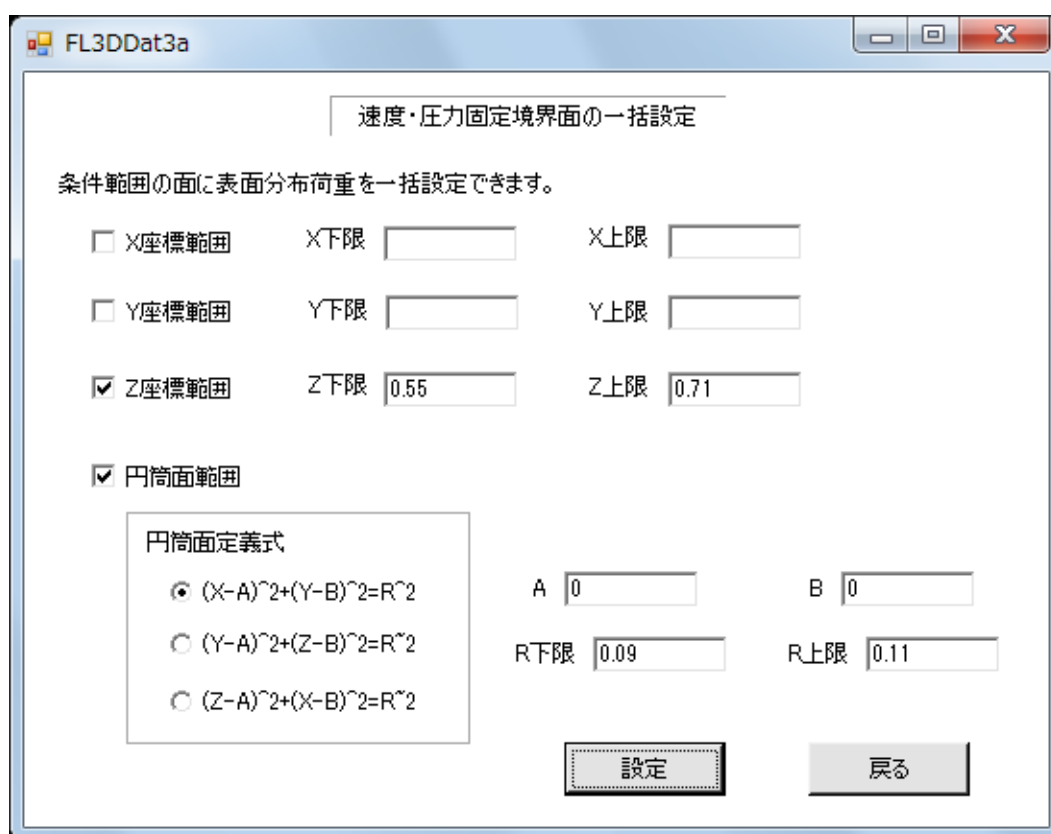 FL3DDat3a
速度・圧力固定境界面の一括設定
条件範囲の面に表面分布荷重を一括設定できます。
X座標範囲 X下限 X上限
Y座標範囲 Y下限 Y上限
Z座標範囲 Z下限 0.55 Z上限 0.71
円筒面範囲
円筒面定義式
(X-A)^2+(Y-B)^2=R^2 A 0 B 0
(Y-A)^2+(Z-B)^2=R^2 R下限 0.09 R上限 0.11
(Z-A)^2+(X-B)^2=R^2
設定 戻る